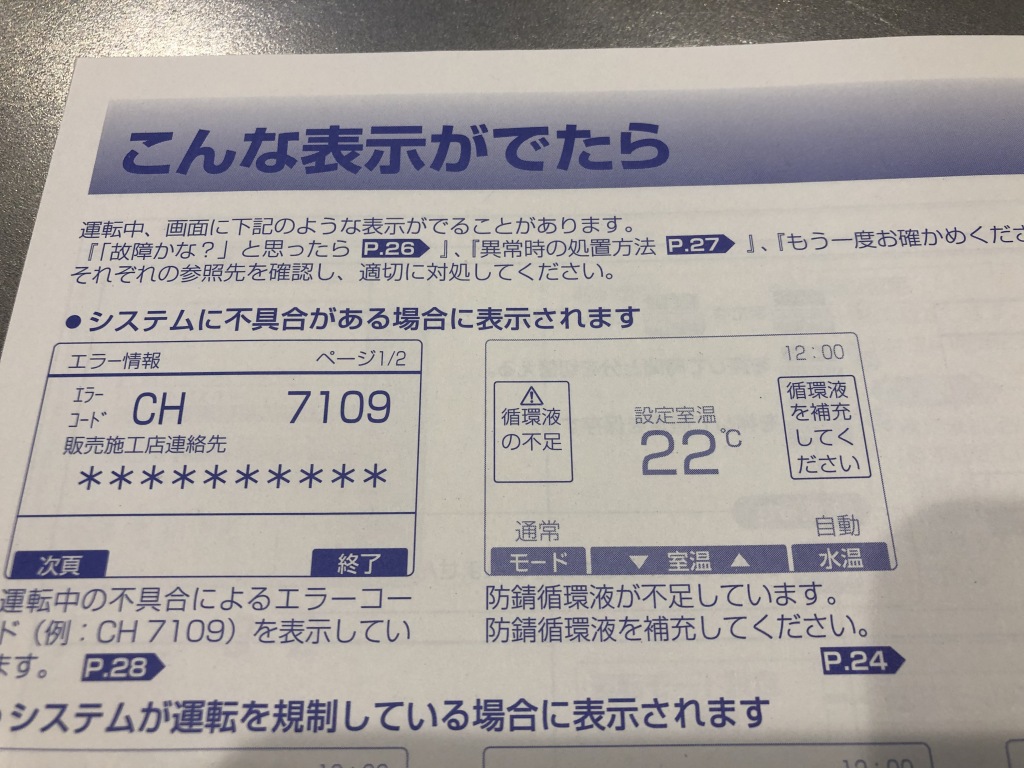 こんな表示がでたら
運転中、画面に下記のような表示がでることがあります。
『「故障かな？」と思ったら P.26 』、『異常時の処置方法 P.27 』、『もう一度お確かめくださ
それぞれの参照先を確認し、適切に対処してください。
●システムに不具合がある場合に表示されます
エラー情報 ページ1/2
エラー
コード CH 7109
販売施工店連絡先
＊＊＊＊＊＊＊＊＊＊
次頁 終了
運転中の不具合によるエラーコー
ド（例：CH 7109）を表示してい
ます。 P.28
12:00
⚠
循環液
の不足
設定室温
22℃
循環液
を補充
してく
ださい
通常 自動
モード ▼ 室温 ▲ 水温
防錆循環液が不足しています。
防錆循環液を補充してください。
P.24
●システムが運転を規制している場合に表示されます
12:00 12:00